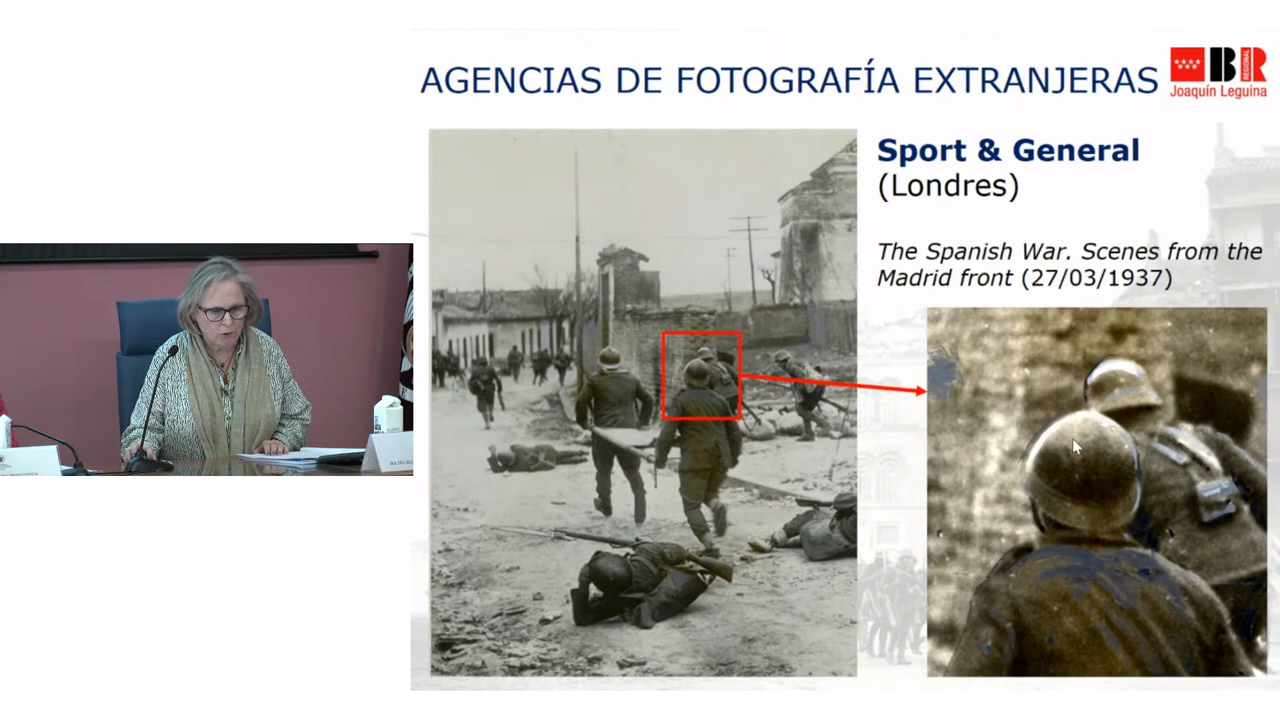 AGENCIAS DE FOTOGRAFÍA EXTRANJERAS
BR
REGIONAL
Joaquín Leguina
Sport & General
(Londres)
The Spanish War. Scenes from the
Madrid front (27/03/1937)